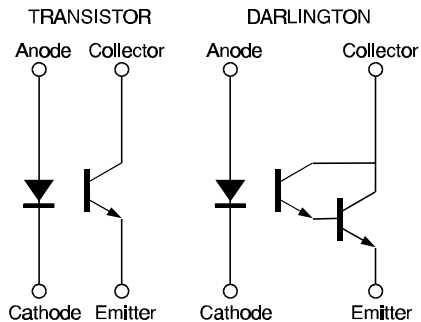 TRANSISTOR DARLINGTON
Anode Collector Anode Collector
Cathode Emitter Cathode Emitter